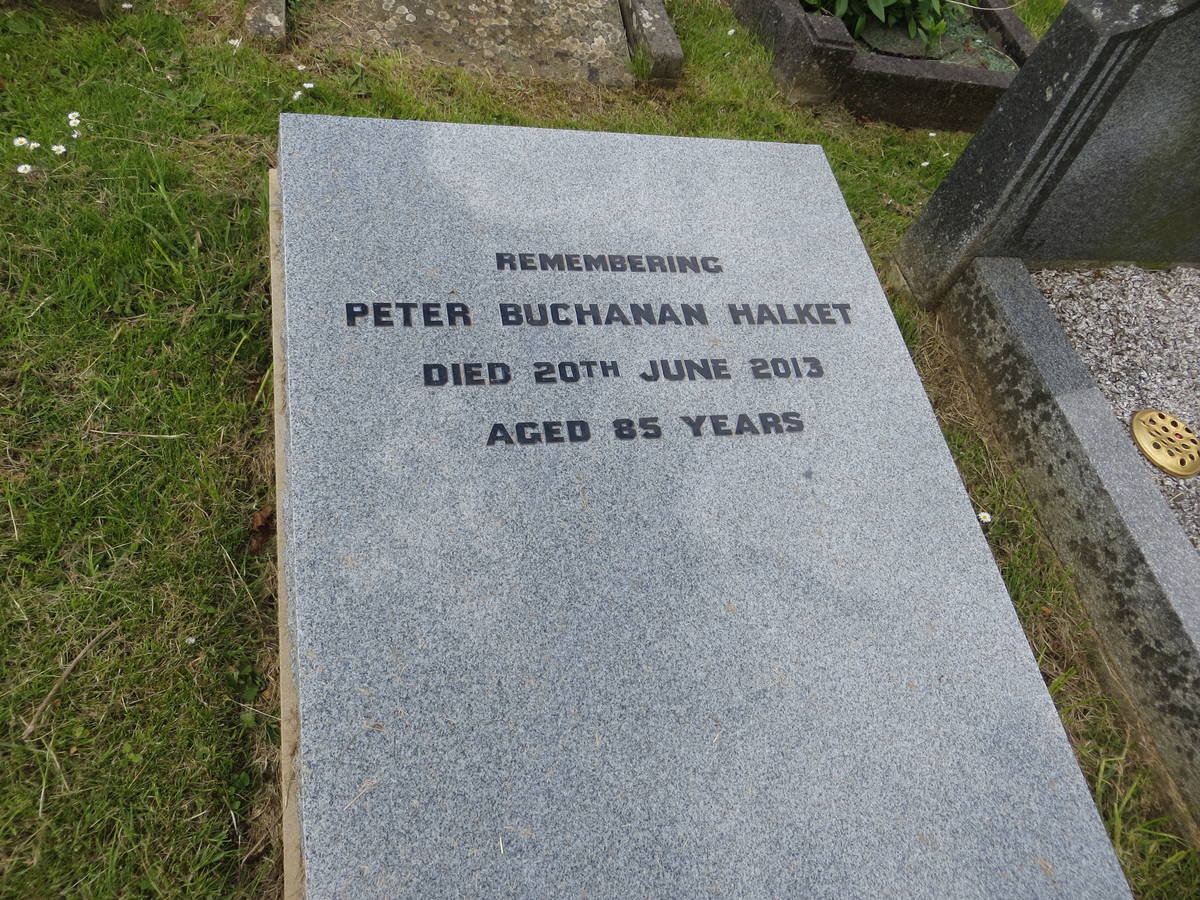 REMEMBERING
PETER BUCHANAN HALKET
DIED 20TH JUNE 2013
AGED 85 YEARS